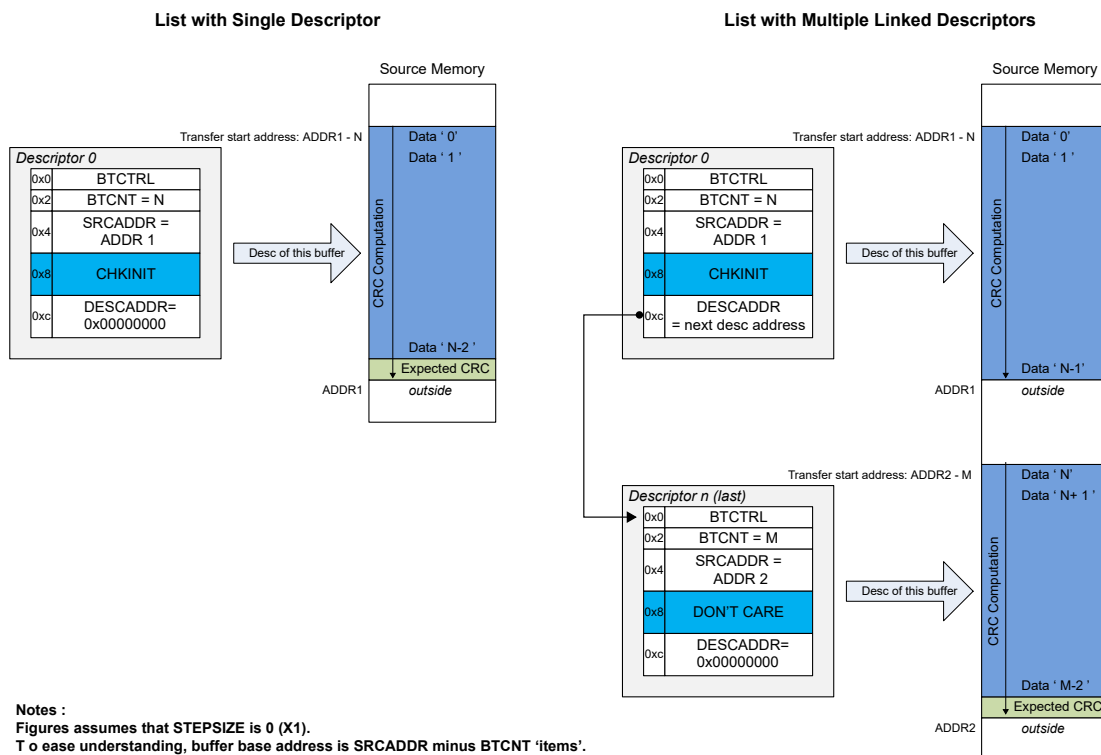 List with Single Descriptor
Source Memory
Transfer start address: ADDR1 - N
Data ‘ 0’
Data ‘ 1 ’
Descriptor 0
0x0 BTCTRL
0x2 BTCNT = N
0x4 SRCADDR =
ADDR 1
0x8 CHKINIT
0xc DESCADDR=
0x00000000
Desc of this buffer
CRC Computation
Data ‘ N-2 ’
Expected CRC
ADDR1 outside
List with Multiple Linked Descriptors
Source Memory
Transfer start address: ADDR1 - N
Data ‘ 0’
Data ‘ 1 ’
Descriptor 0
0x0 BTCTRL
0x2 BTCNT = N
0x4 SRCADDR =
ADDR 1
0x8 CHKINIT
0xc DESCADDR
= next desc address
Desc of this buffer
CRC Computation
Data ‘ N-1’
ADDR1 outside
Transfer start address: ADDR2 - M
Data ‘ N’
Data ‘ N+ 1 ’
Descriptor n (last)
0x0 BTCTRL
0x2 BTCNT = M
0x4 SRCADDR =
ADDR 2
0x8 DON'T CARE
0xc DESCADDR=
0x00000000
Desc of this buffer
CRC Computation
Data ‘ M-2 ’
Expected CRC
ADDR2 outside
Notes :
Figures assumes that STEPSIZE is 0 (X1).
T o ease understanding, buffer base address is SRCADDR minus BTCNT ‘items’.